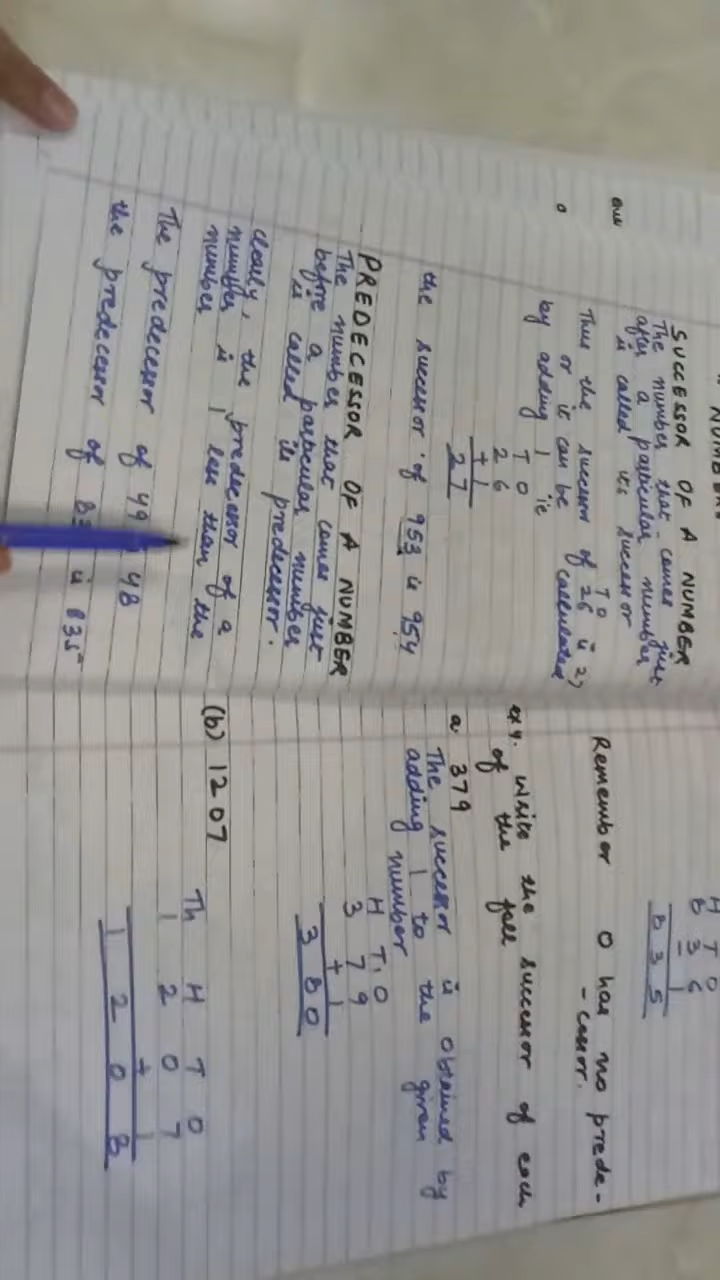 NUMBER
SUCCESSOR OF A NUMBER
The number that comes just
after a particular number
is called its successor
T O
Thus the successor of 26 is 27
or it can be calculated
by adding 1 ie
T O
2 6
+ 1
2 7
the successor of 953 is 954
PREDECESSOR OF A NUMBER
The number that comes just
before a particular number
is called its predecessor.
Clearly, the predecessor of a
number is 1 less than the
number
The predecessor of 49 48
the predecessor of is 835
H T O
8 3 6
- 1
8 3 5
Remember 0 has no prede-
- cessor.
ex 9. Write the successor of each
of the foll
a. 379
The successor is obtained by
adding 1 to the given
number
H T O
3 7 9
+ 1
3 8 0
(b) 1207
Th H T O
1 2 0 7
+ 1
1 2 0 8